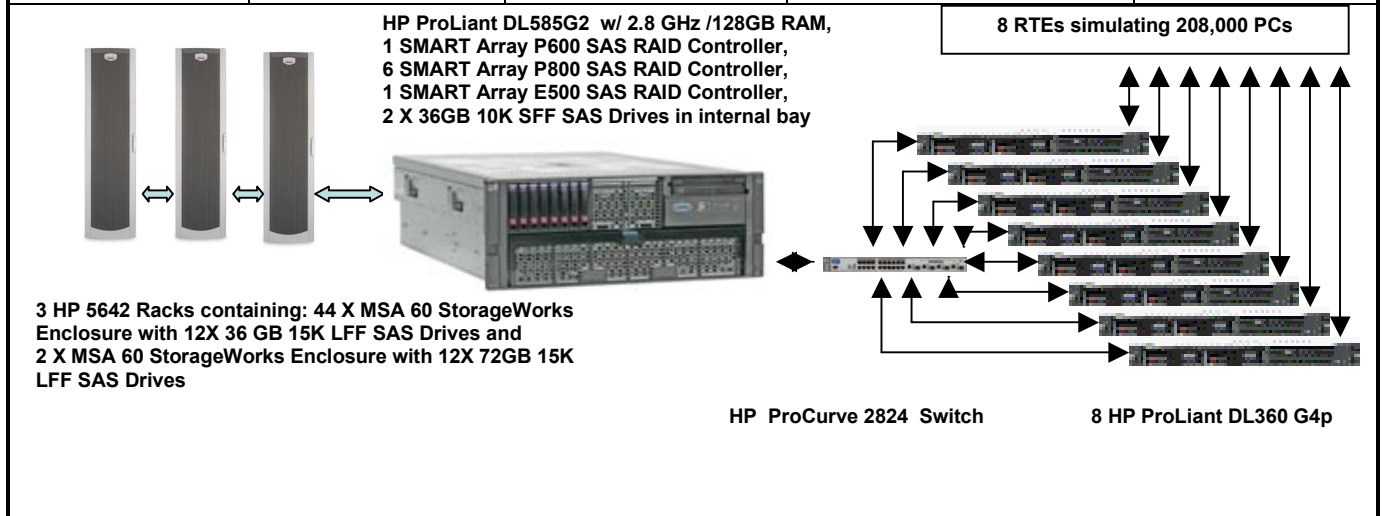 HP ProLiant DL585G2 w/ 2.8 GHz /128GB RAM,
1 SMART Array P600 SAS RAID Controller,
6 SMART Array P800 SAS RAID Controller,
1 SMART Array E500 SAS RAID Controller,
2 X 36GB 10K SFF SAS Drives in internal bay
8 RTEs simulating 208,000 PCs
3 HP 5642 Racks containing: 44 X MSA 60 StorageWorks
Enclosure with 12X 36 GB 15K LFF SAS Drives and
2 X MSA 60 StorageWorks Enclosure with 12X 72GB 15K
LFF SAS Drives
HP ProCurve 2824 Switch
8 HP ProLiant DL360 G4p